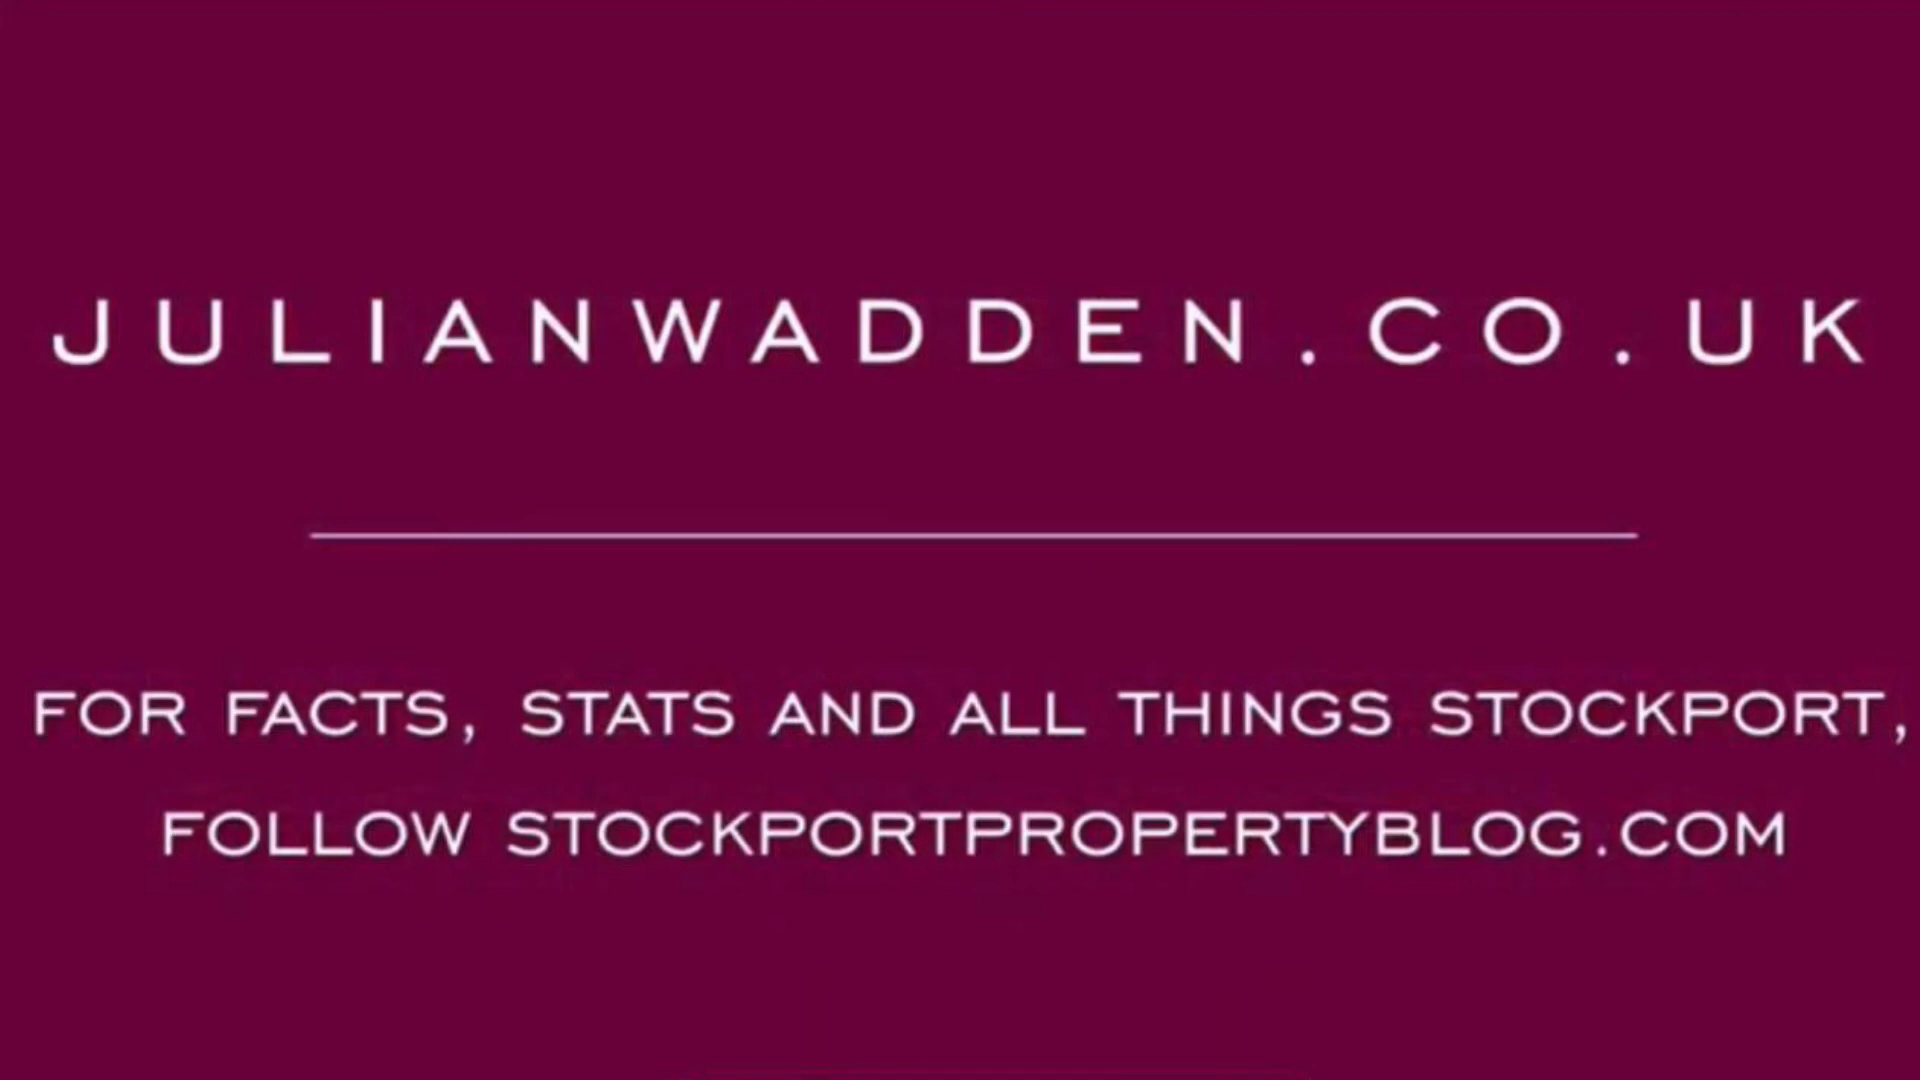 JULIANWADDEN.CO.UK
FOR FACTS, STATS AND ALL THINGS STOCKPORT,
FOLLOW STOCKPORTPROPERTYBLOG.COM